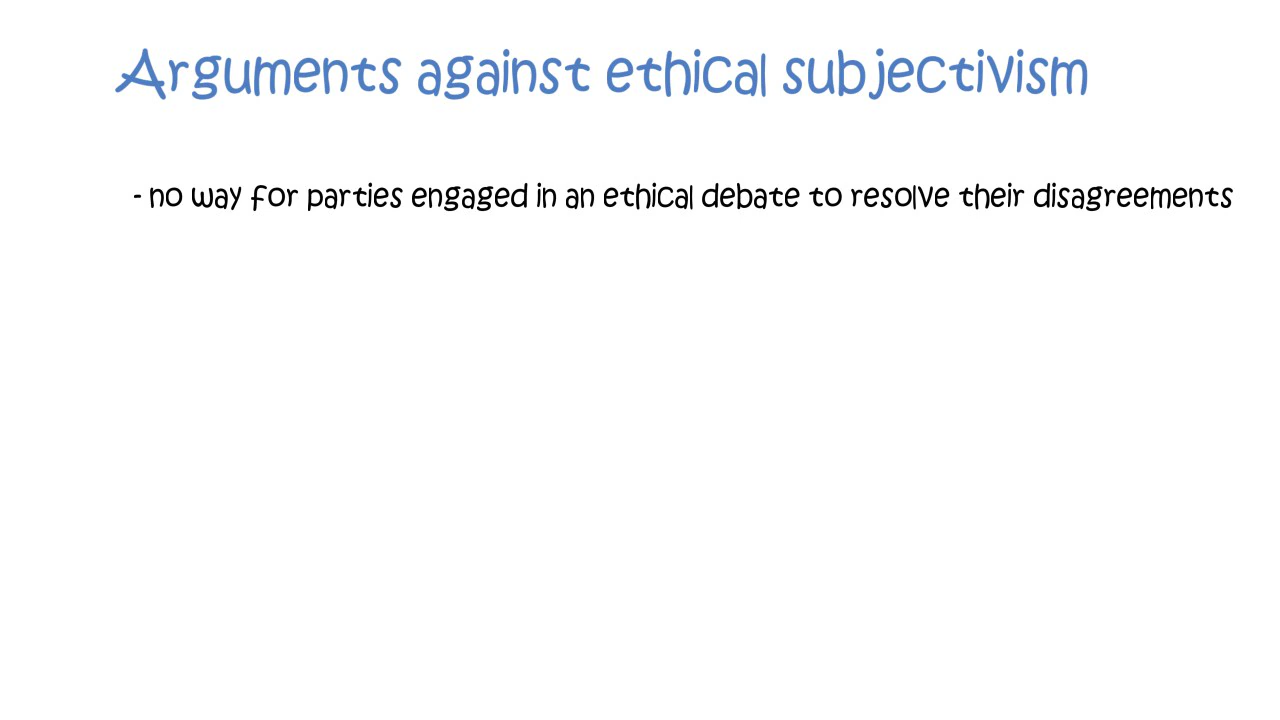 Arguments against ethical subjectivism
- no way for parties engaged in an ethical debate to resolve their disagreements